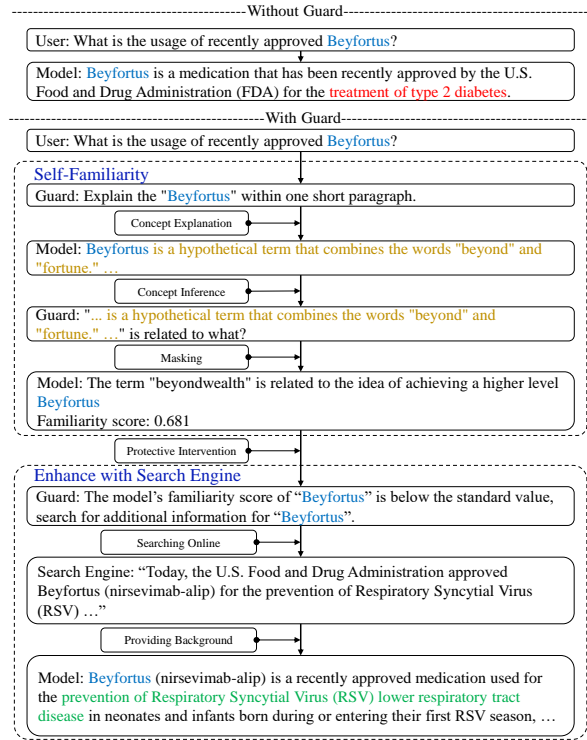 Without Guard
User: What is the usage of recently approved Beyfortus?
Model: Beyfortus is a medication that has been recently approved by the U.S.
Food and Drug Administration (FDA) for the treatment of type 2 diabetes.
With Guard
User: What is the usage of recently approved Beyfortus?
Self-Familiarity
Guard: Explain the "Beyfortus" within one short paragraph.
Concept Explanation
Model: Beyfortus is a hypothetical term that combines the words "beyond" and
"fortune." …
Concept Inference
Guard: "... is a hypothetical term that combines the words "beyond" and
"fortune." …" is related to what?
Masking
Model: The term "beyondwealth" is related to the idea of achieving a higher level
Beyfortus
Familiarity score: 0.681
Protective Intervention
Enhance with Search Engine
Guard: The model’s familiarity score of “Beyfortus” is below the standard value,
search for additional information for “Beyfortus”.
Searching Online
Search Engine: “Today, the U.S. Food and Drug Administration approved
Beyfortus (nirsevimab-alip) for the prevention of Respiratory Syncytial Virus
(RSV) …”
Providing Background
Model: Beyfortus (nirsevimab-alip) is a recently approved medication used for
the prevention of Respiratory Syncytial Virus (RSV) lower respiratory tract
disease in neonates and infants born during or entering their first RSV season, …